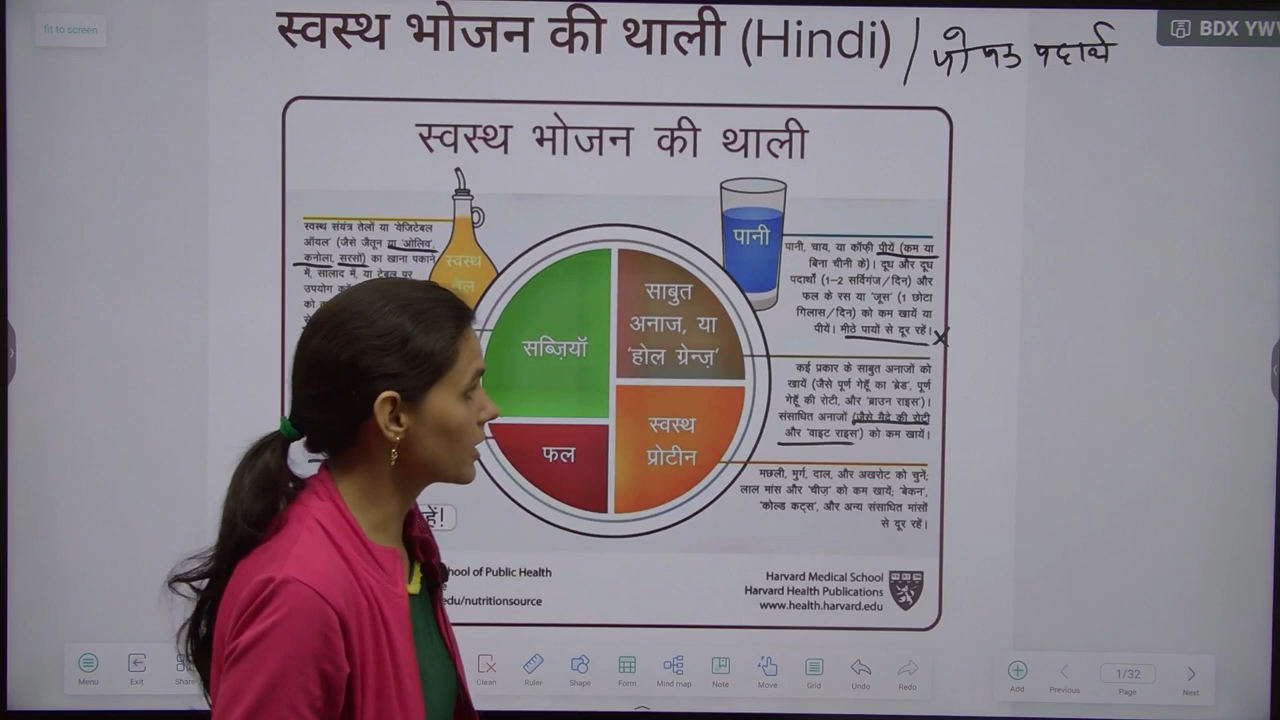 fit to screen
स्वस्थ भोजन की थाली (Hindi) / पोषक पदार्थ
BDX YW
स्वस्थ भोजन की थाली
स्वस्थ संयंत्र तेलों या 'वेजिटेबल
ऑयल' (जैसे जैतून या 'ओलिव',
कनोला, सरसों) का खाना पकाने
में, सालाद में, या टेबल पर
उपयोग
को
स्वस्थ
तेल
पानी
पानी, चाय, या कॉफ़ी पीयें (कम या
बिना चीनी के)। दूध और दूध
पदार्थों (1–2 सर्विगंज/दिन) और
फल के रस या 'जूस' (1 छोटा
गिलास/दिन) को कम खायें या
पीयें। मीठे पायों से दूर रहें। x
सब्ज़ियाँ
साबुत
अनाज, या
'होल ग्रेन्ज़'
कई प्रकार के साबुत अनाजों को
खायें (जैसे पूर्ण गेहूँ का 'ब्रेड', पूर्ण
गेहूँ की रोटी, और 'ब्राउन राइस')।
संसाधित अनाजों (जैसे मैदे की रोटी
और 'वाइट राइस') को कम खायें।
फल
स्वस्थ
प्रोटीन
मछली, मुर्ग, दाल, और अखरोट को चुनें;
लाल मांस और 'चीज़' को कम खायें; 'बेकन',
'कोल्ड कट्स', और अन्य संसाधित मांसों
से दूर रहें।
हें!
hool of Public Health
edu/nutritionsource
Harvard Medical School
Harvard Health Publications
www.health.harvard.edu
Menu
Exit
Share
Clean
Ruler
Shape
Form
Mind map
Note
Move
Grid
Undo
Redo
Add
Previous
1/32
Page
Next